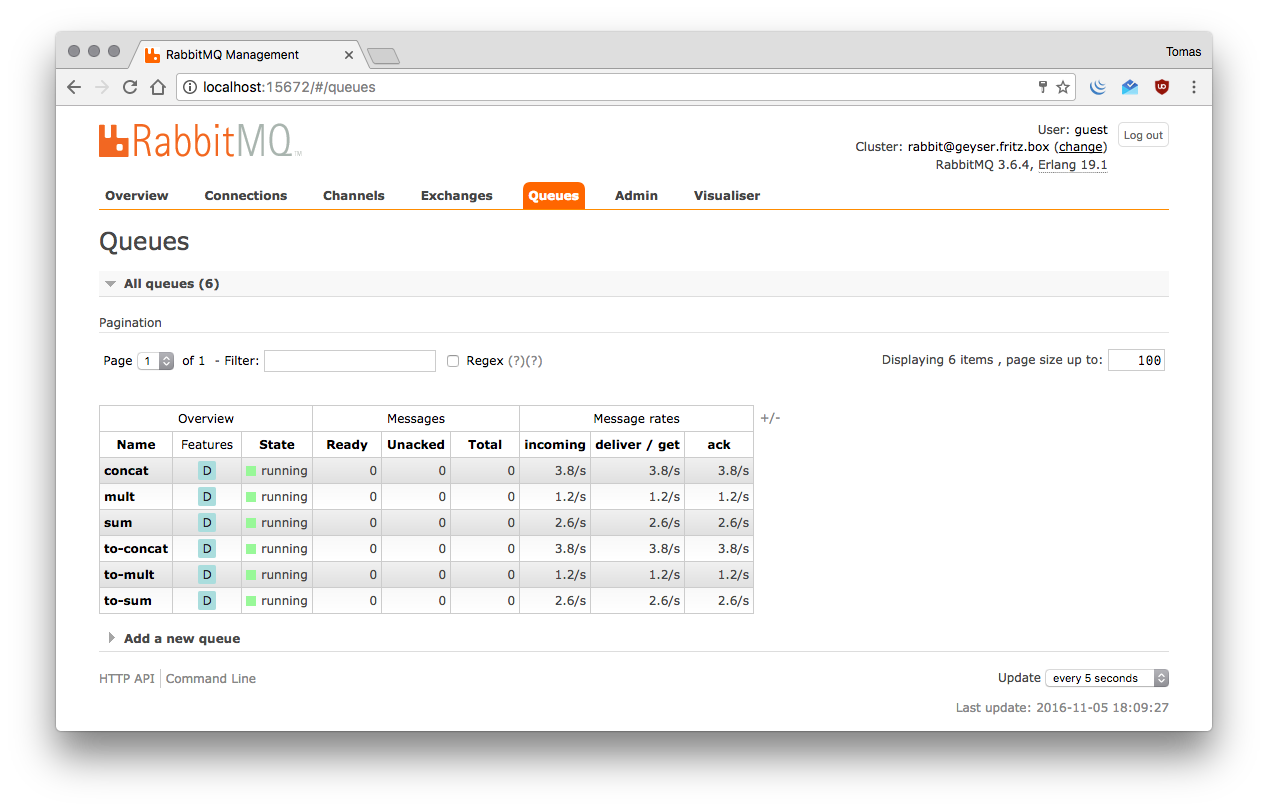 RabbitMQ Management
Tomas
localhost:15672/#/queues
RabbitMQ™
User: guest
Log out
Cluster: rabbit@geyser.fritz.box (change)
RabbitMQ 3.6.4, Erlang 19.1
Overview Connections Channels Exchanges Queues Admin Visualiser
Queues
All queues (6)
Pagination
Page 1 of 1 - Filter: Regex (?)(?) Displaying 6 items , page size up to: 100
Overview Messages Message rates +/-
Name Features State Ready Unacked Total incoming deliver / get ack
concat D running 0 0 0 3.8/s 3.8/s 3.8/s
mult D running 0 0 0 1.2/s 1.2/s 1.2/s
sum D running 0 0 0 2.6/s 2.6/s 2.6/s
to-concat D running 0 0 0 3.8/s 3.8/s 3.8/s
to-mult D running 0 0 0 1.2/s 1.2/s 1.2/s
to-sum D running 0 0 0 2.6/s 2.6/s 2.6/s
Add a new queue
HTTP API Command Line Update every 5 seconds
Last update: 2016-11-05 18:09:27